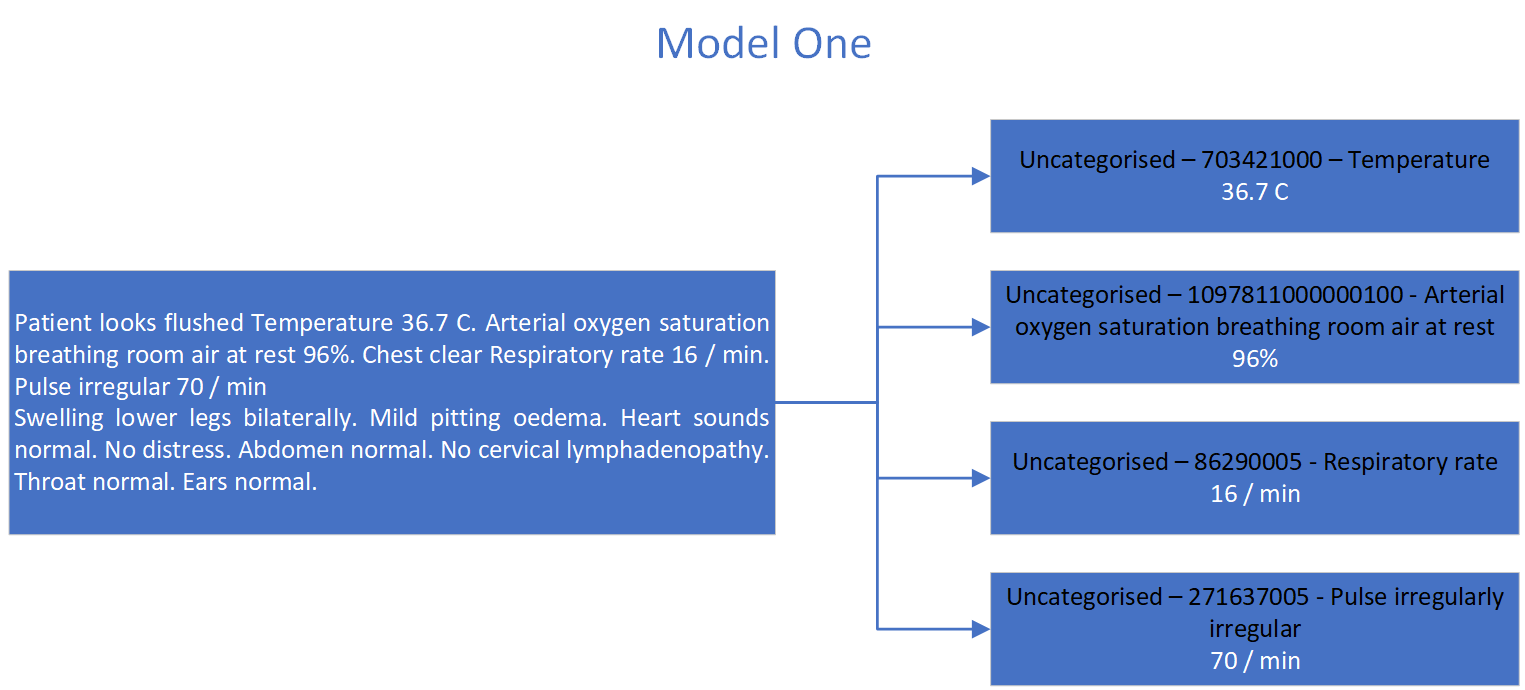 Model One
Patient looks flushed Temperature 36.7 C. Arterial oxygen saturation
breathing room air at rest 96%. Chest clear Respiratory rate 16 / min.
Pulse irregular 70 / min
Swelling lower legs bilaterally. Mild pitting oedema. Heart sounds
normal. No distress. Abdomen normal. No cervical lymphadenopathy.
Throat normal. Ears normal.
Uncategorised – 703421000 – Temperature
36.7 C
Uncategorised – 1097811000000100 - Arterial
oxygen saturation breathing room air at rest
96%
Uncategorised – 86290005 - Respiratory rate
16 / min
Uncategorised – 271637005 - Pulse irregularly
irregular
70 / min